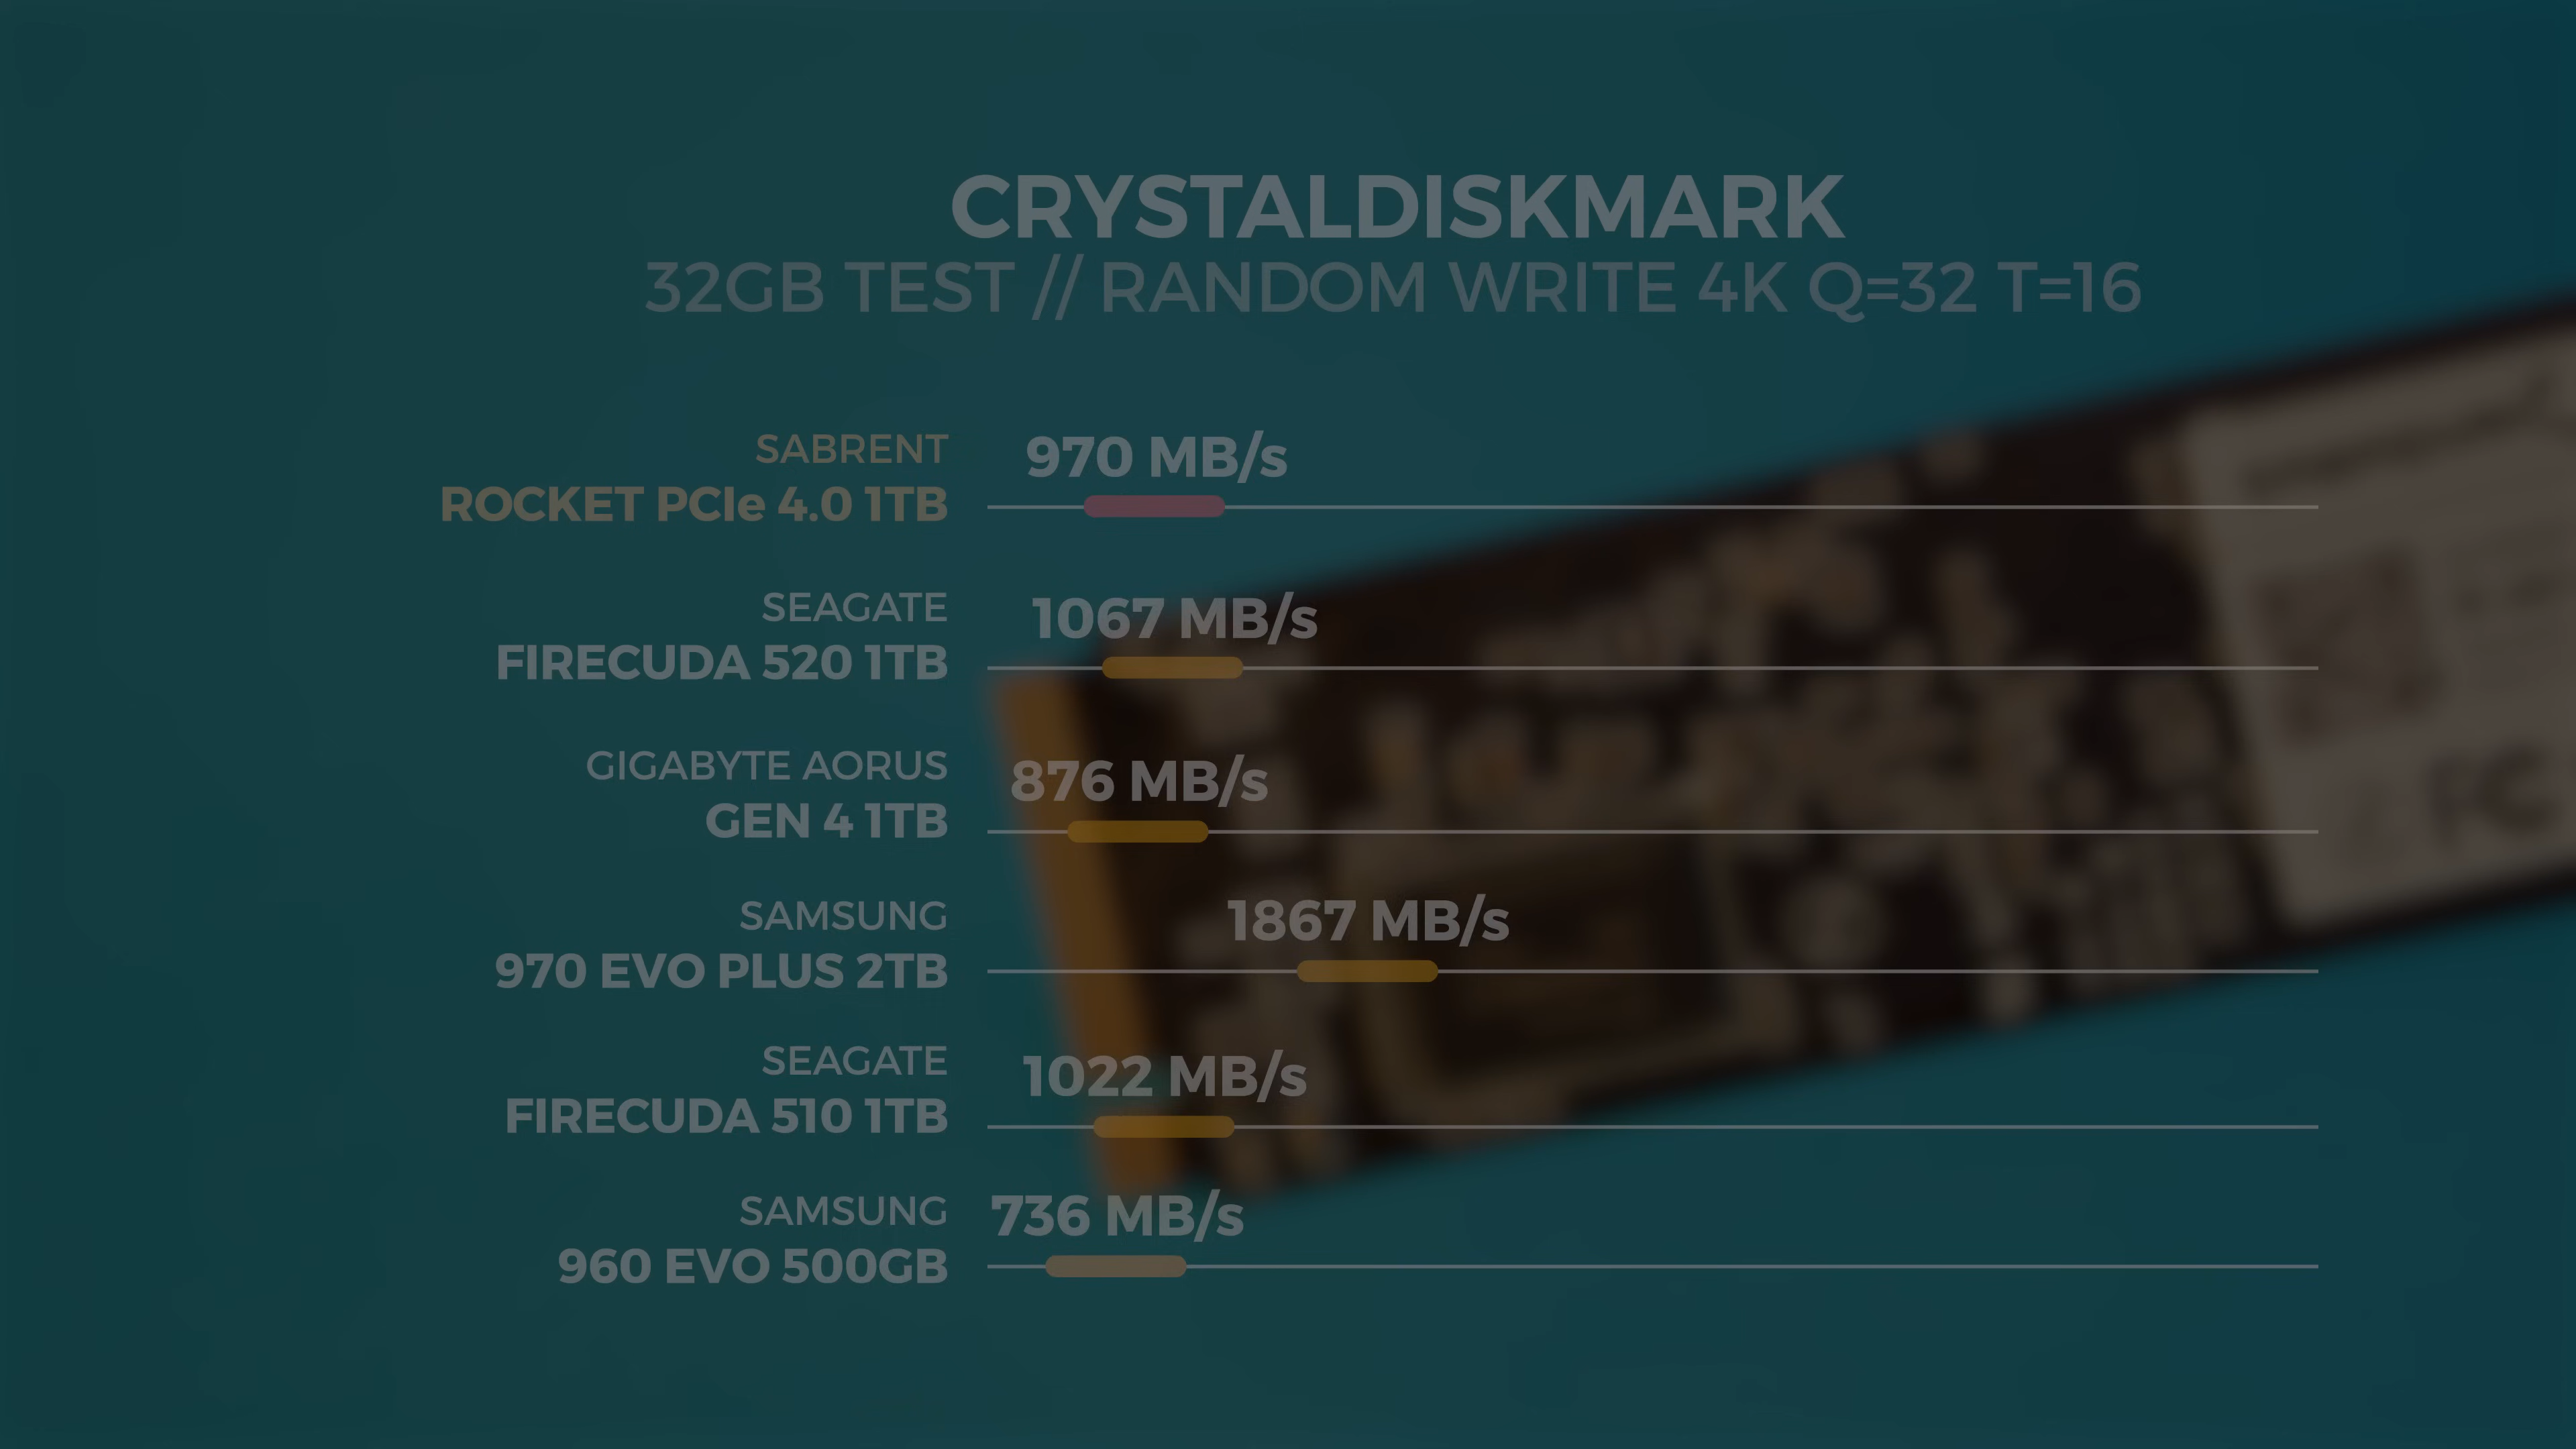 CRYSTALDISKMARK
32GB TEST // RANDOM WRITE 4K Q=32 T=16
SABRENT
ROCKET PCIe 4.0 1TB
970 MB/s
SEAGATE
FIRECUDA 520 1TB
1067 MB/s
GIGABYTE AORUS
GEN 4 1TB
876 MB/s
SAMSUNG
970 EVO PLUS 2TB
1867 MB/s
SEAGATE
FIRECUDA 510 1TB
1022 MB/s
SAMSUNG
960 EVO 500GB
736 MB/s
FC